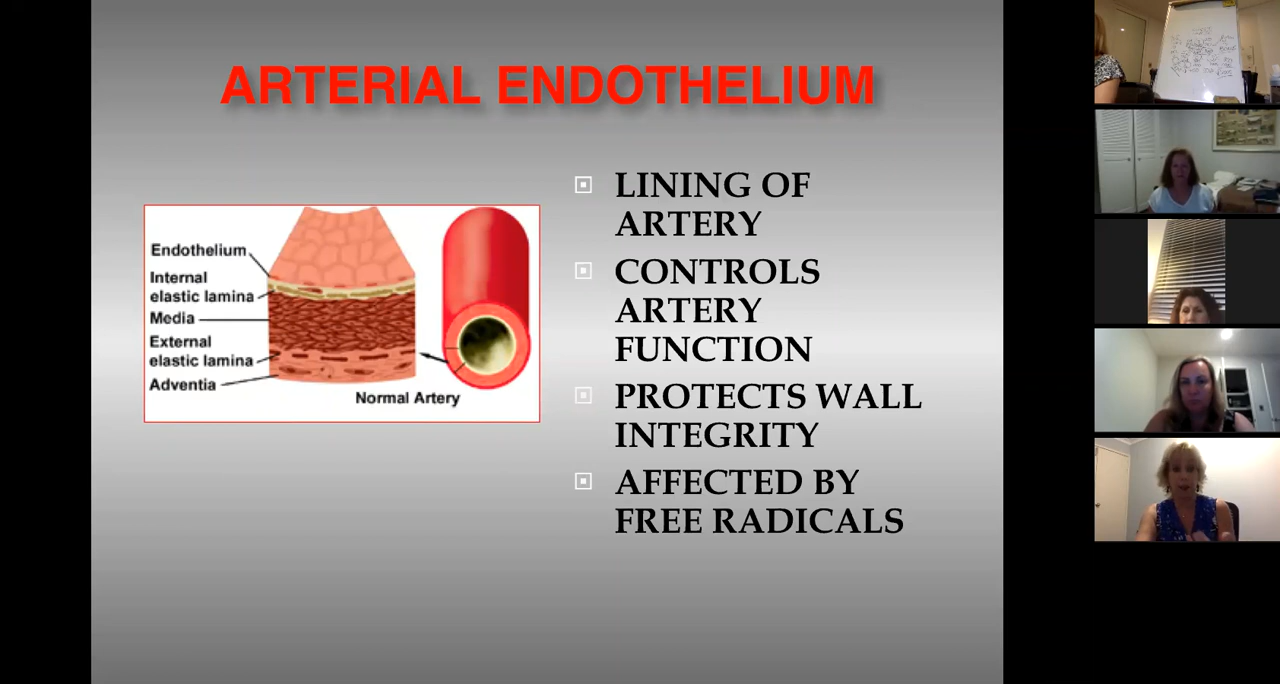 ARTERIAL ENDOTHELIUM
Endothelium
Internal
elastic lamina
Media
External
elastic lamina
Adventia
Normal Artery
LINING OF
ARTERY
CONTROLS
ARTERY
FUNCTION
PROTECTS WALL
INTEGRITY
AFFECTED BY
FREE RADICALS